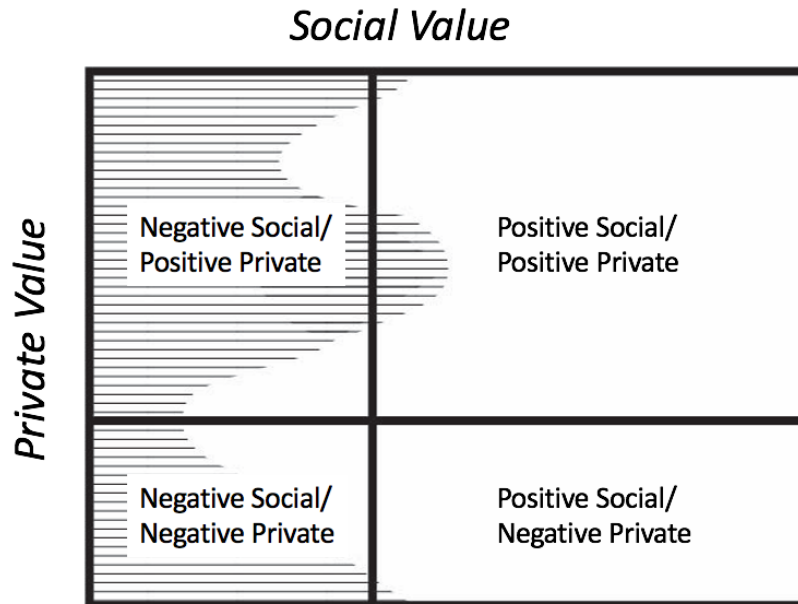 Social Value
Private Value
Negative Social/
Positive Private
Positive Social/
Positive Private
Negative Social/
Negative Private
Positive Social/
Negative Private